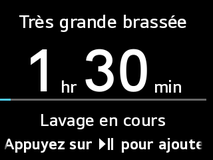 Très grande brassée
1 hr 30 min
Lavage en cours
Appuyez sur ▶II pour ajoute